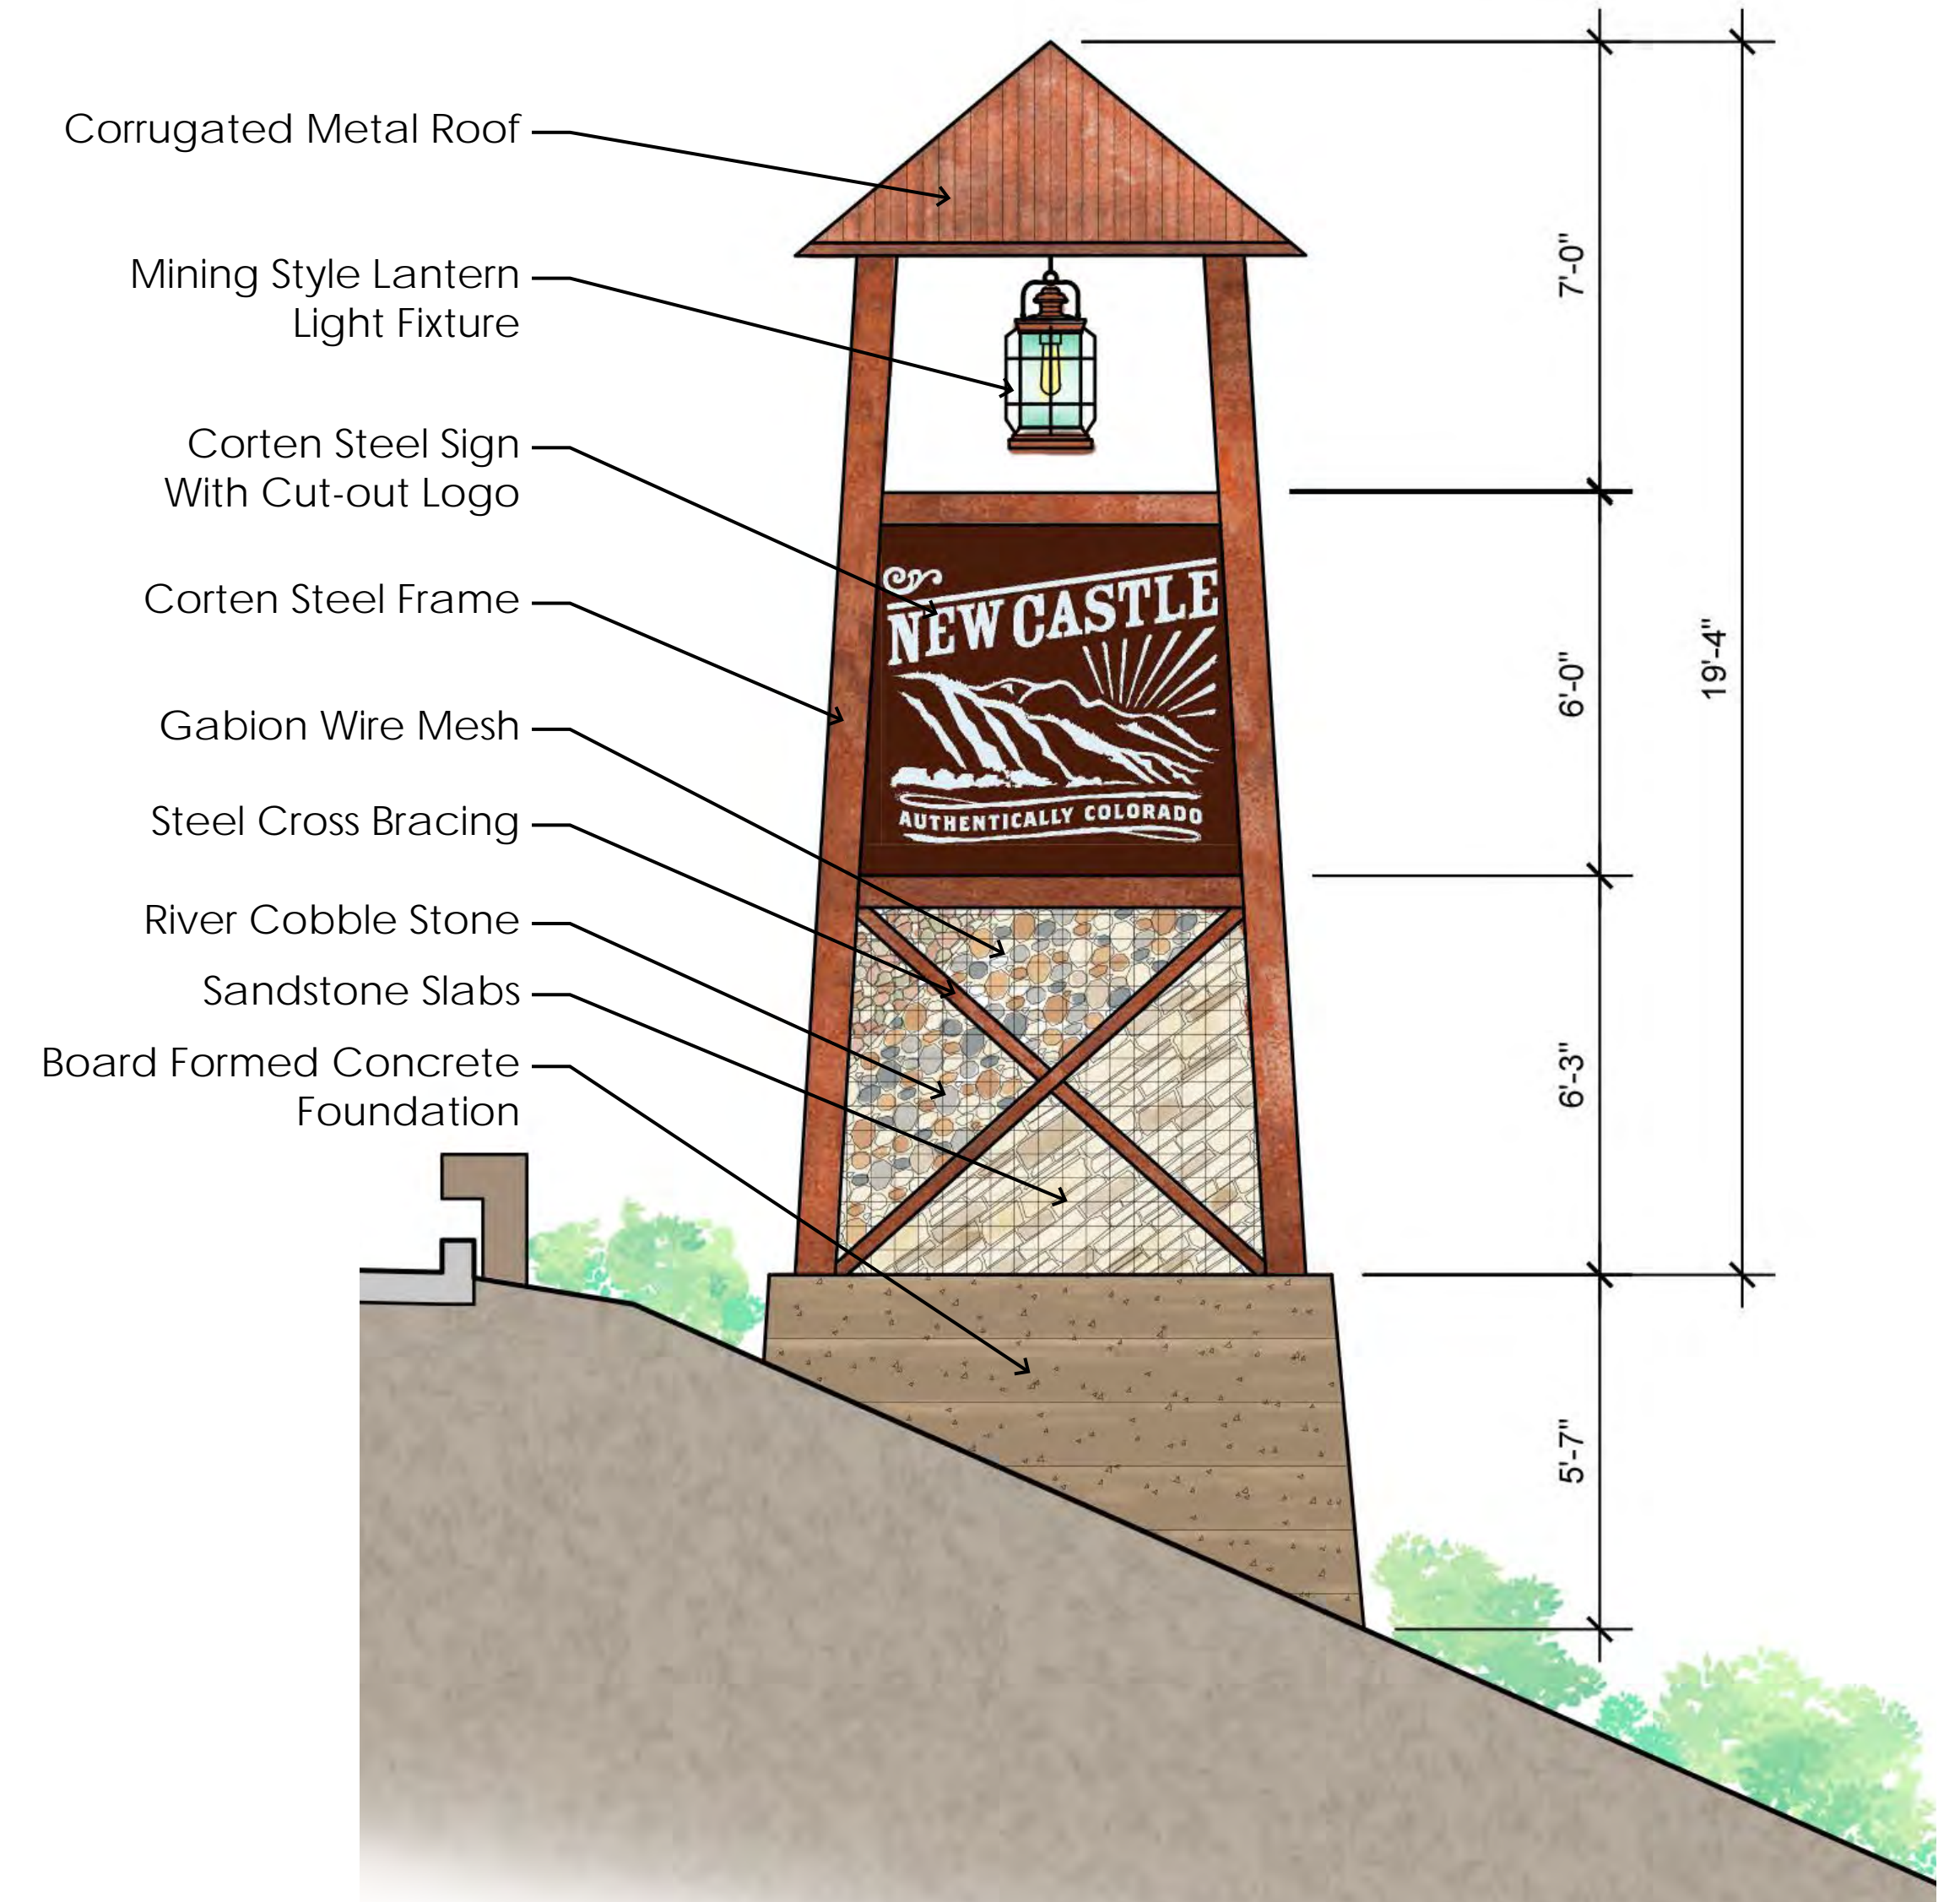 Corrugated Metal Roof
Mining Style Lantern
Light Fixture
Corten Steel Sign
With Cut-out Logo
Corten Steel Frame
Gabion Wire Mesh
Steel Cross Bracing
River Cobble Stone
Sandstone Slabs
Board Formed Concrete
Foundation
NEW CASTLE
AUTHENTICALLY COLORADO
7'-0"
6'-0"
19'-4"
6'-3"
5'-7"